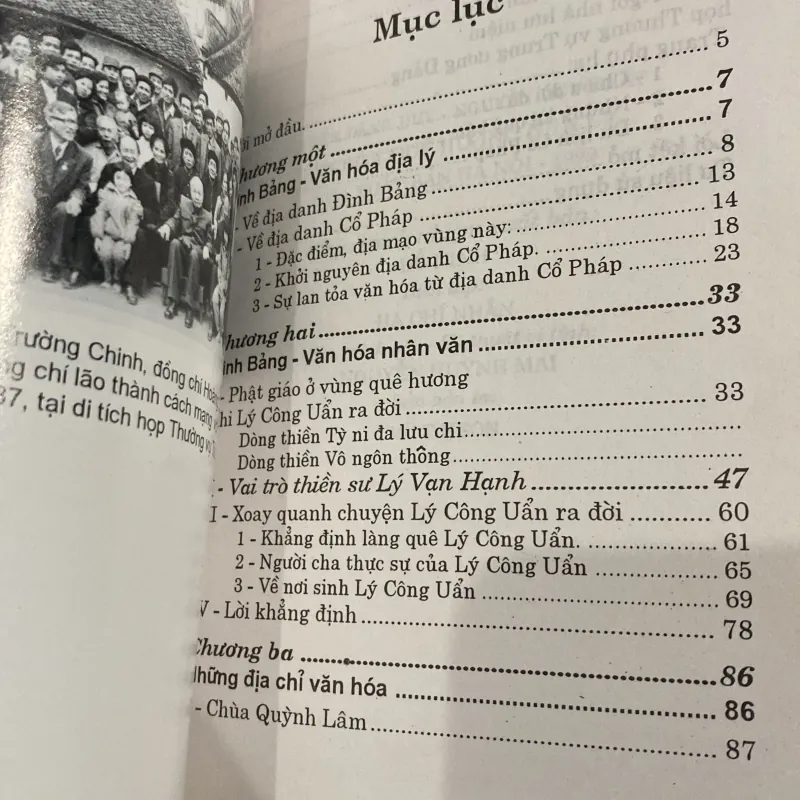 rường Chinh, đồng chí
g chí lão thành cách mạng
37, tại di tích họp Thường vụ
Mục lục
i mở đầu. 5
hương một 7
ình Bảng - Văn hóa địa lý 7
- Về địa danh Đình Bảng 8
- Về địa danh Cổ Pháp 13
1 - Đặc điểm, địa mạo vùng này: 14
2 - Khởi nguyên địa danh Cổ Pháp. 18
3 - Sự lan tỏa văn hóa từ địa danh Cổ Pháp 23
hương hai 33
ình Bảng - Văn hóa nhân văn 33
- Phật giáo ở vùng quê hương
hi Lý Công Uẩn ra đời 33
Dòng thiền Tỳ ni đa lưu chi
Dòng thiền Vô ngôn thông
- Vai trò thiền sư Lý Vạn Hạnh 47
I - Xoay quanh chuyện Lý Công Uẩn ra đời 60
1 - Khẳng định làng quê Lý Công Uẩn. 61
2 - Người cha thực sự của Lý Công Uẩn 65
3 - Về nơi sinh Lý Công Uẩn 69
V - Lời khẳng định 78
Chương ba 86
Những địa chỉ văn hóa 86
- Chùa Quỳnh Lâm 87